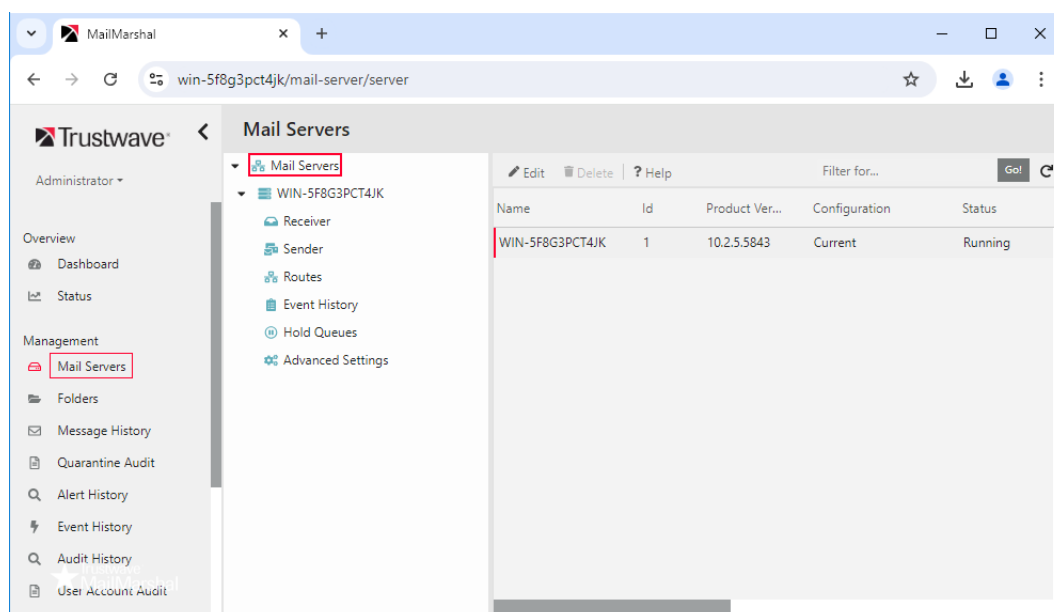 MailMarshal
win-5f8g3pct4jk/mail-server/server
Trustwave
Administrator
Overview
Dashboard
Status
Management
Mail Servers
Folders
Message History
Quarantine Audit
Alert History
Event History
Audit History
User Account Audit
Trustwave
MailMarshal
Mail Servers
Mail Servers
WIN-5F8G3PCT4JK
Receiver
Sender
Routes
Event History
Hold Queues
Advanced Settings
Edit Delete ? Help Filter for... Go!
Name Id Product Ver... Configuration Status
WIN-5F8G3PCT4JK 1 10.2.5.5843 Current Running